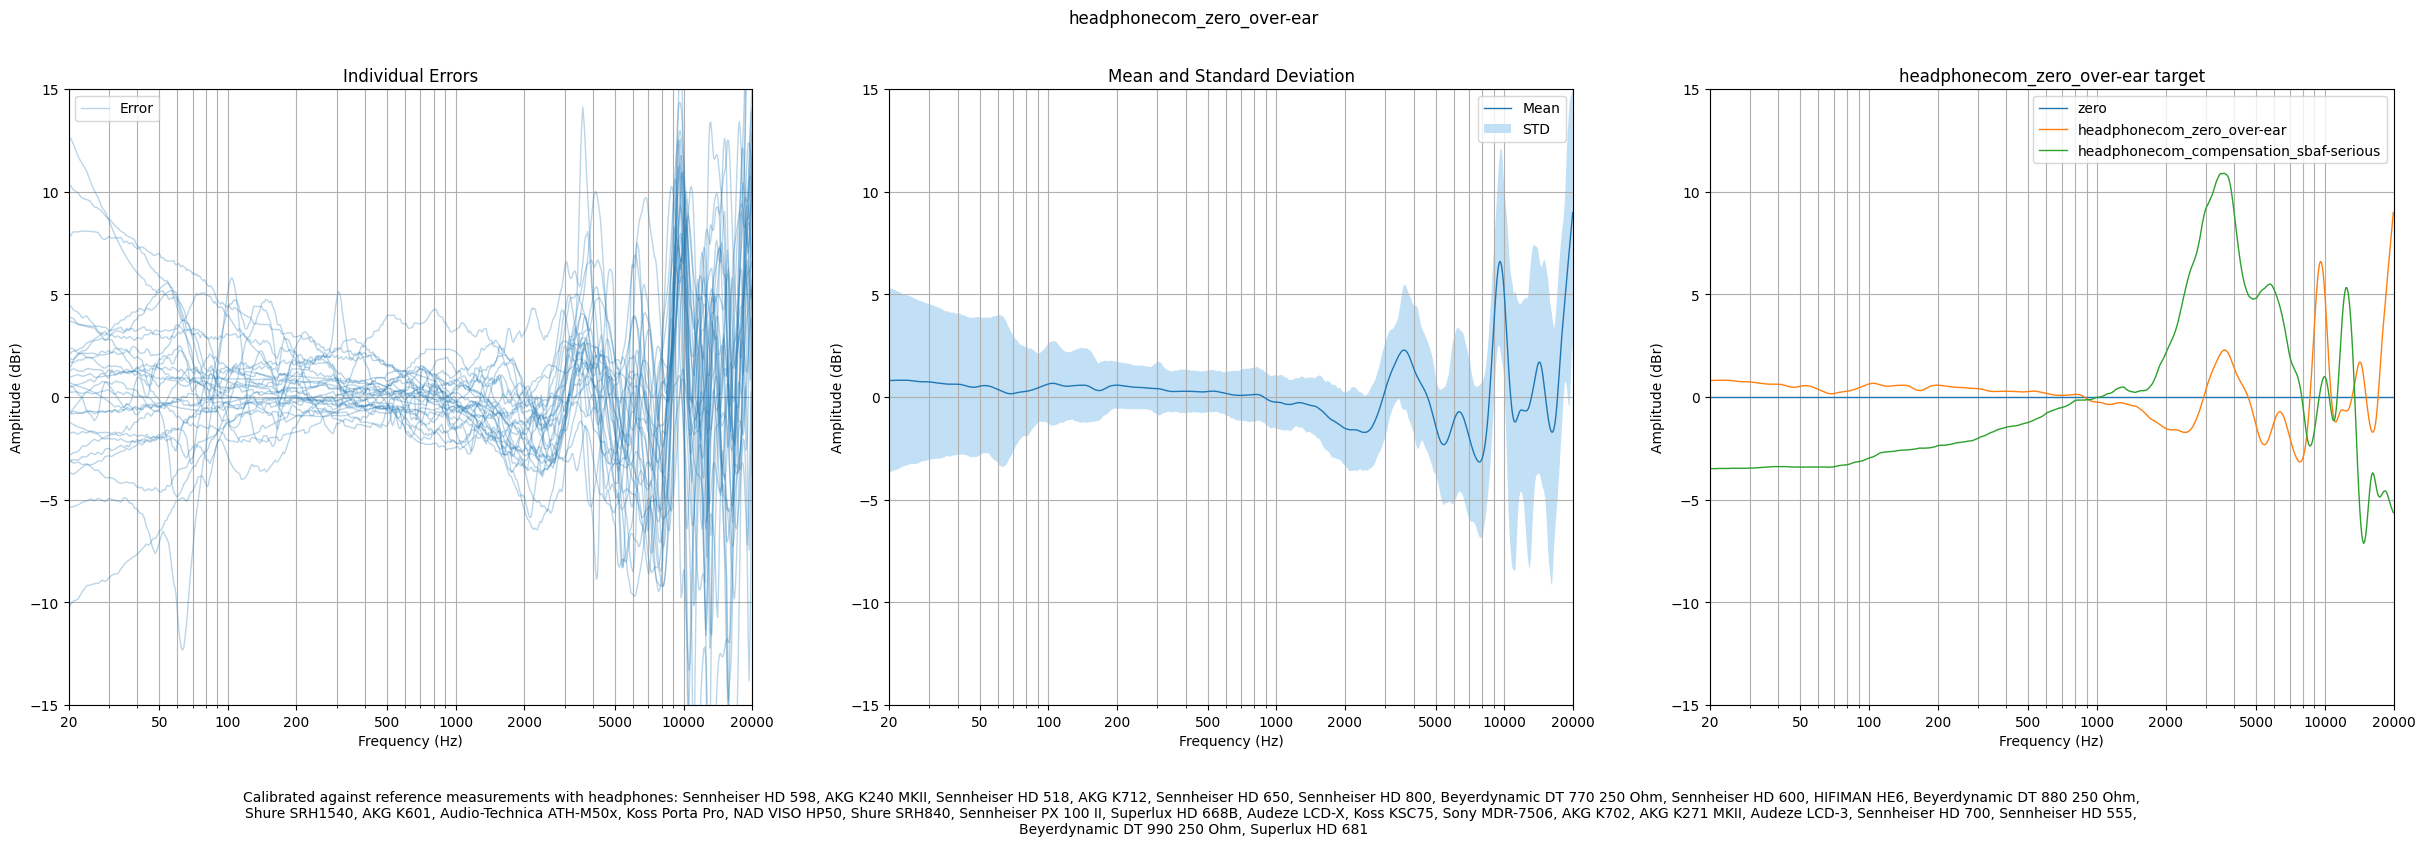 headphonecom_zero_over-ear
Individual Errors
Error
15
10
5
0
−5
−10
−15
Amplitude (dBr)
20
50
100
200
500
1000
2000
5000
10000
20000
Frequency (Hz)
Mean and Standard Deviation
Mean
STD
15
10
5
0
−5
−10
−15
Amplitude (dBr)
20
50
100
200
500
1000
2000
5000
10000
20000
Frequency (Hz)
headphonecom_zero_over-ear target
zero
headphonecom_zero_over-ear
headphonecom_compensation_sbaf-serious
15
10
5
0
−5
−10
−15
Amplitude (dBr)
20
50
100
200
500
1000
2000
5000
10000
20000
Frequency (Hz)
Calibrated against reference measurements with headphones: Sennheiser HD 598, AKG K240 MKII, Sennheiser HD 518, AKG K712, Sennheiser HD 650, Sennheiser HD 800, Beyerdynamic DT 770 250 Ohm, Sennheiser HD 600, HIFIMAN HE6, Beyerdynamic DT 880 250 Ohm,
Shure SRH1540, AKG K601, Audio-Technica ATH-M50x, Koss Porta Pro, NAD VISO HP50, Shure SRH840, Sennheiser PX 100 II, Superlux HD 668B, Audeze LCD-X, Koss KSC75, Sony MDR-7506, AKG K702, AKG K271 MKII, Audeze LCD-3, Sennheiser HD 700, Sennheiser HD 555,
Beyerdynamic DT 990 250 Ohm, Superlux HD 681